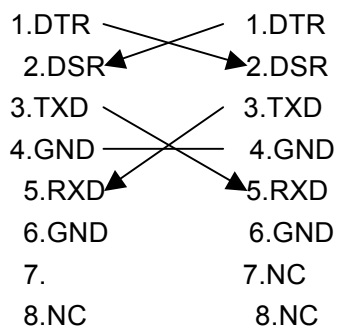 1.DTR 1.DTR
2.DSR 2.DSR
3.TXD 3.TXD
4.GND 4.GND
5.RXD 5.RXD
6.GND 6.GND
7. 7.NC
8.NC 8.NC